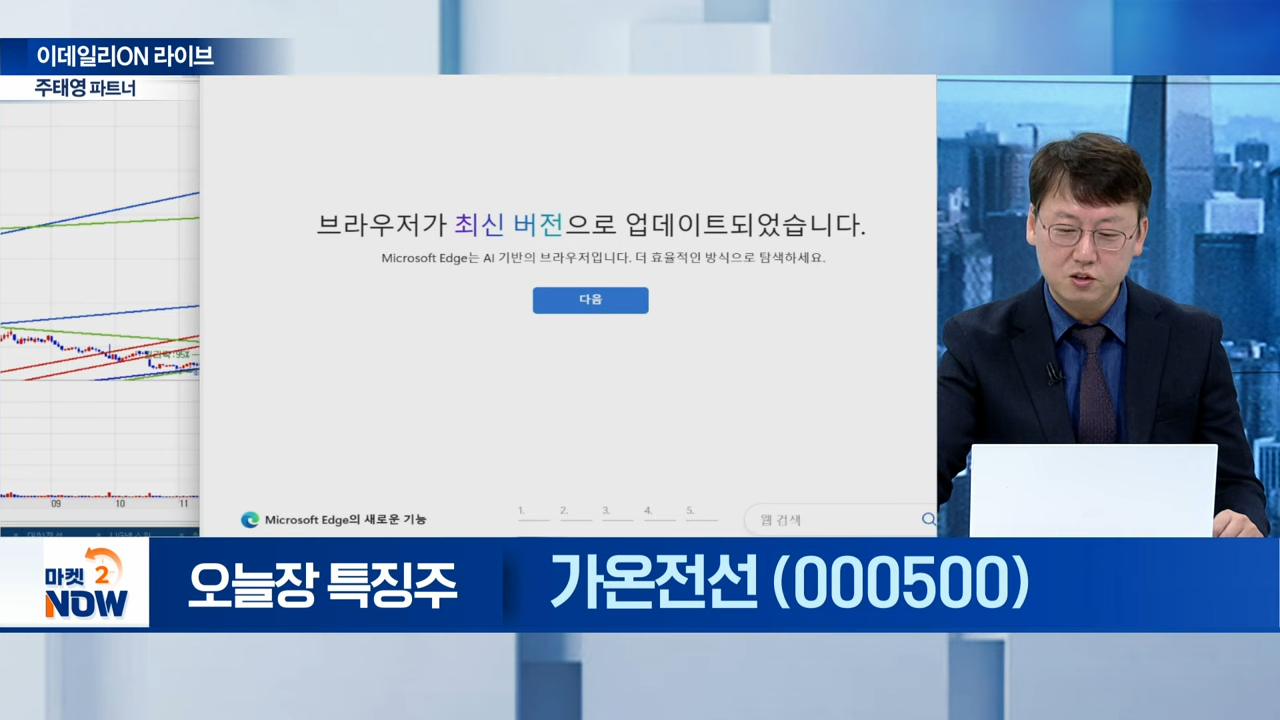 이데일리ON 라이브
주태영 파트너
브라우저가 최신 버전으로 업데이트되었습니다.
Microsoft Edge는 AI 기반의 브라우저입니다. 더 효율적인 방식으로 탐색하세요.
다음
09 10 11
Microsoft Edge의 새로운 기능
1. 2. 3. 4. 5.
웹 검색
마켓 2
NOW
오늘장 특징주
가온전선 (000500)